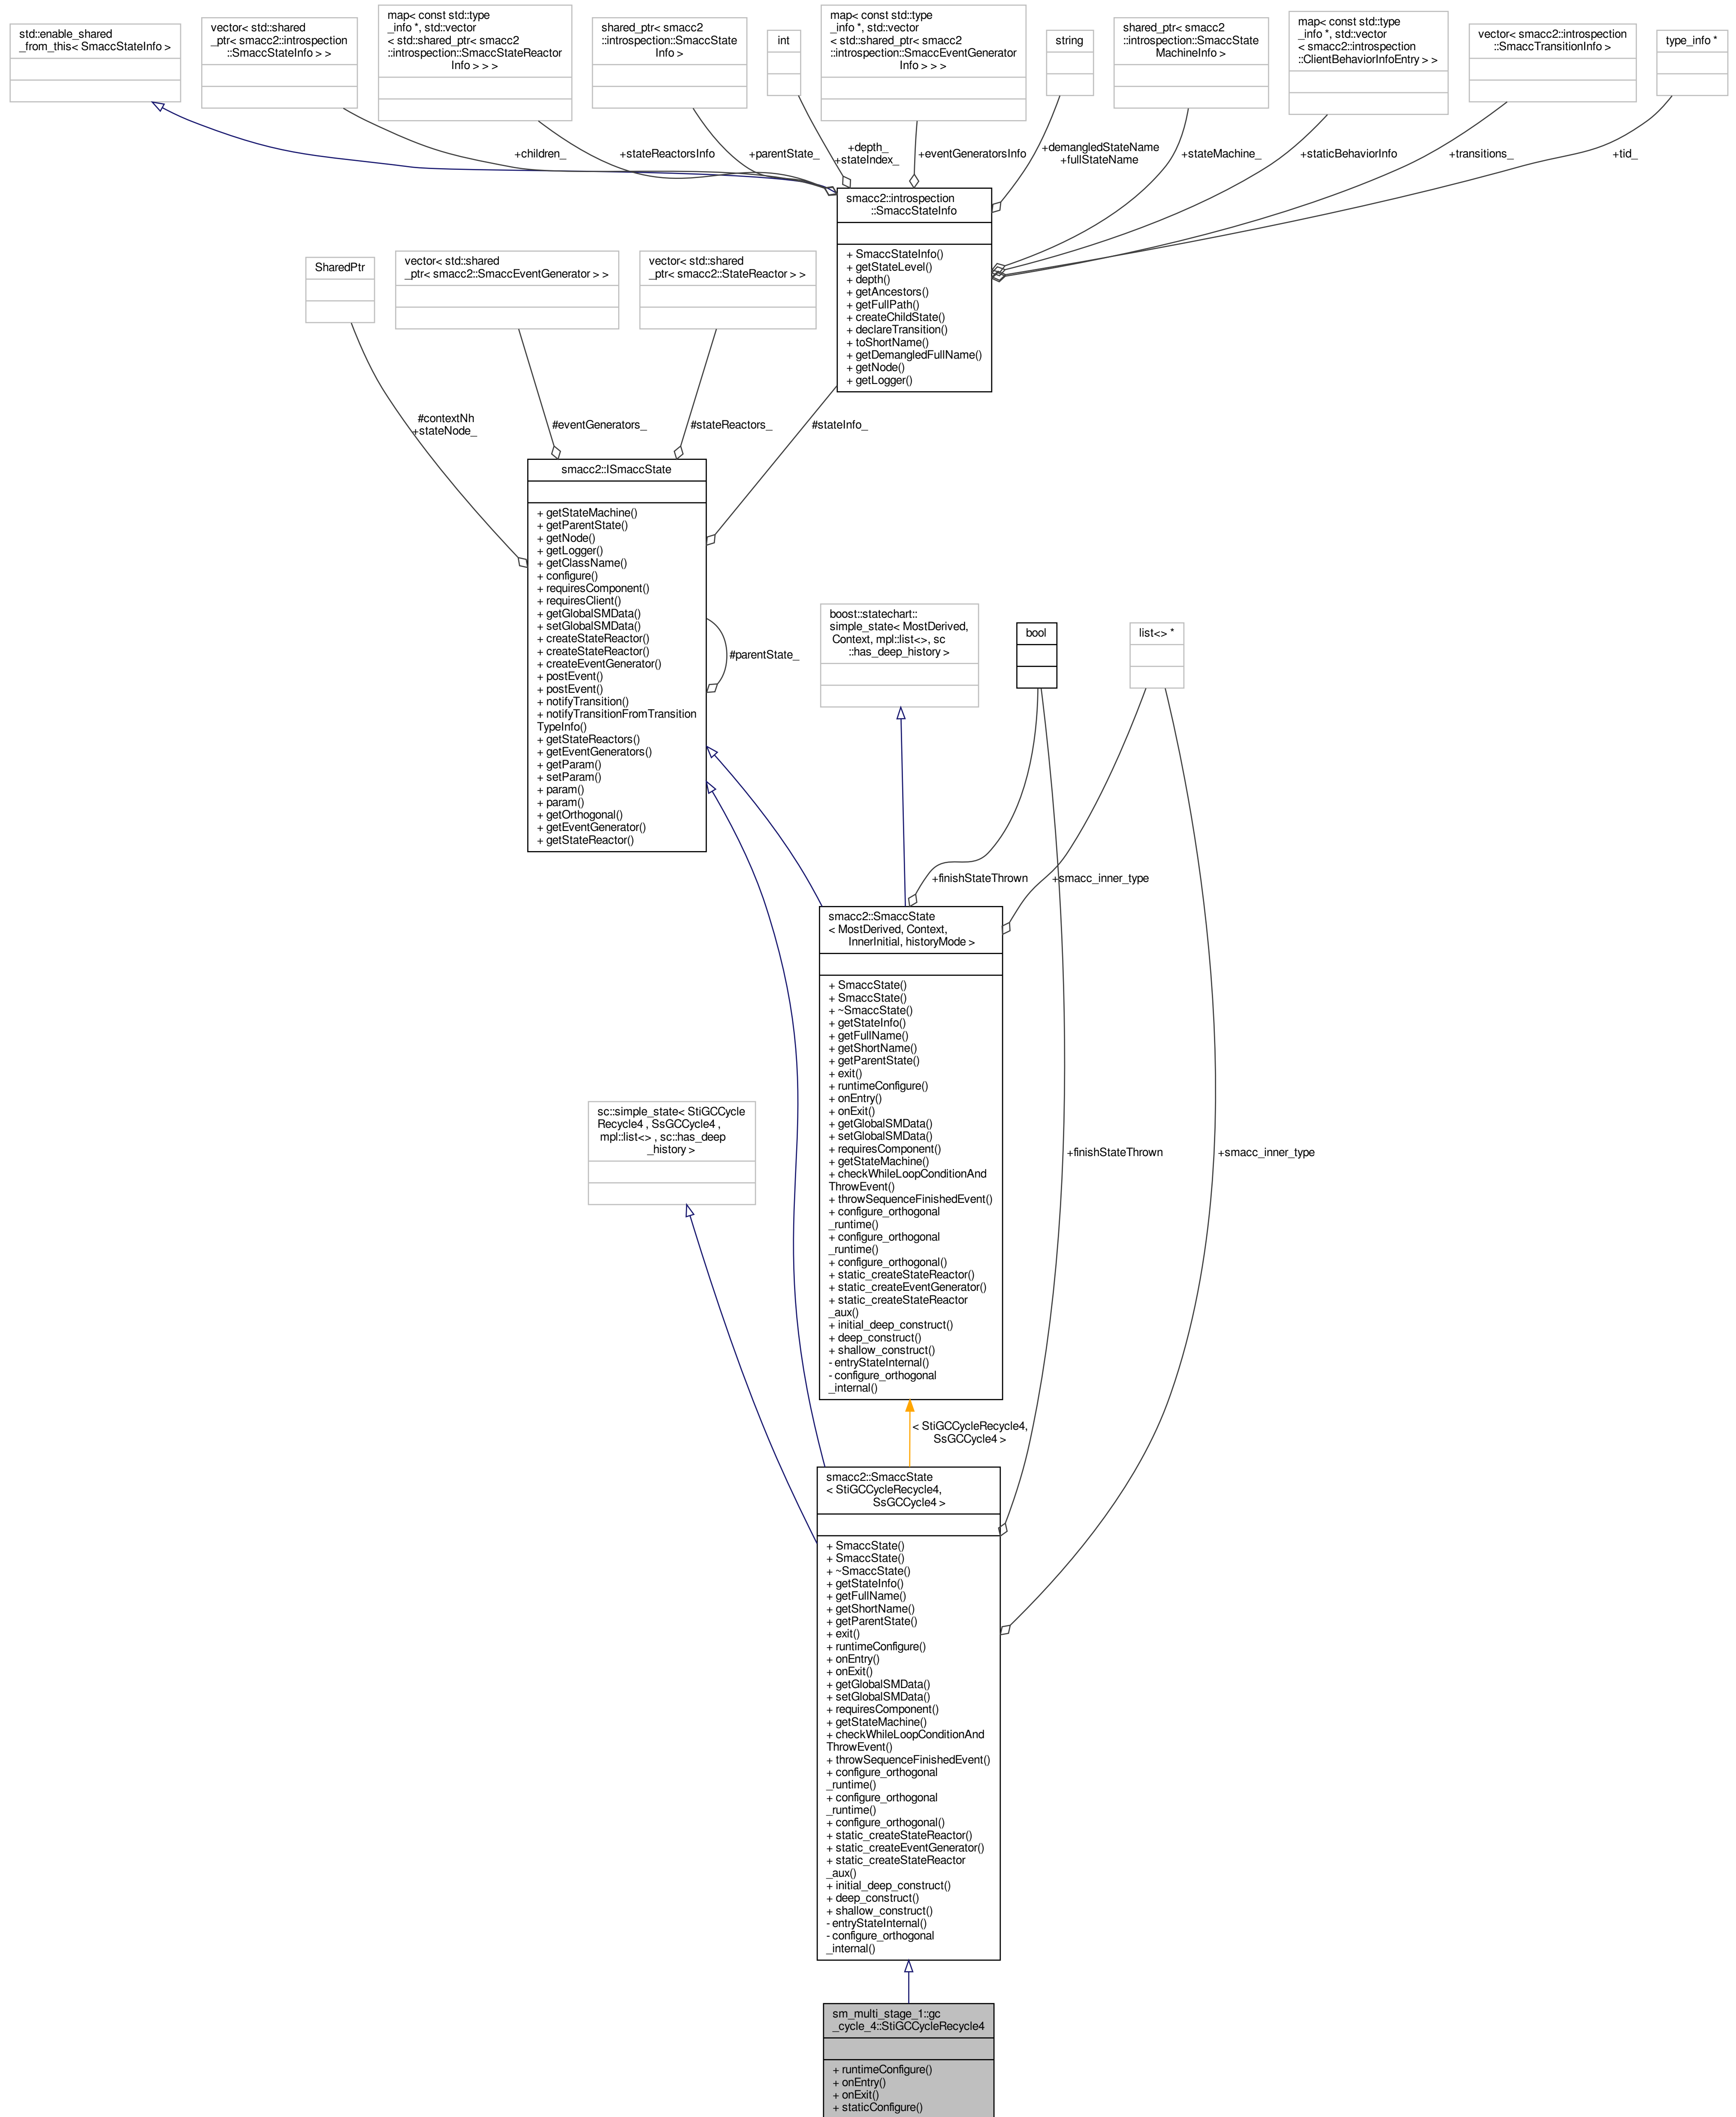 std::enable_shared
_from_this< SmaccStateInfo >
vector< std::shared
_ptr< smacc2::introspection
::SmaccStateInfo > >
map< const std::type
_info *, std::vector
< std::shared_ptr< smacc2
::introspection::SmaccStateReactor
Info > > >
shared_ptr< smacc2
::introspection::SmaccState
Info >
int
map< const std::type
_info *, std::vector
< std::shared_ptr< smacc2
::introspection::SmaccEventGenerator
Info > > >
string
shared_ptr< smacc2
::introspection::SmaccState
MachineInfo >
map< const std::type
_info *, std::vector
< smacc2::introspection
::ClientBehaviorInfoEntry > >
vector< smacc2::introspection
::SmaccTransitionInfo >
type_info *
+children_
+stateReactorsInfo
+parentState_
+depth_
+stateIndex_
+eventGeneratorsInfo
+demangledStateName
+fullStateName
+stateMachine_
+staticBehaviorInfo
+transitions_
+tid_
smacc2::introspection
::SmaccStateInfo
+ SmaccStateInfo()
+ getStateLevel()
+ depth()
+ getAncestors()
+ getFullPath()
+ createChildState()
+ declareTransition()
+ toShortName()
+ getDemangledFullName()
+ getNode()
+ getLogger()
SharedPtr
vector< std::shared
_ptr< smacc2::SmaccEventGenerator > >
vector< std::shared
_ptr< smacc2::StateReactor > >
#contextNh
+stateNode_
#eventGenerators_
#stateReactors_
#stateInfo_
smacc2::ISmaccState
+ getStateMachine()
+ getParentState()
+ getNode()
+ getLogger()
+ getClassName()
+ configure()
+ requiresComponent()
+ requiresClient()
+ getGlobalSMData()
+ setGlobalSMData()
+ createStateReactor()
+ createStateReactor()
+ createEventGenerator()
+ postEvent()
+ postEvent()
+ notifyTransition()
+ notifyTransitionFromTransition
TypeInfo()
+ getStateReactors()
+ getEventGenerators()
+ getParam()
+ setParam()
+ param()
+ param()
+ getOrthogonal()
+ getEventGenerator()
+ getStateReactor()
#parentState_
boost::statechart::
simple_state< MostDerived,
Context, mpl::list<>, sc
::has_deep_history >
bool
list<> *
+finishStateThrown
+smacc_inner_type
smacc2::SmaccState
< MostDerived, Context,
InnerInitial, historyMode >
+ SmaccState()
+ SmaccState()
+ ~SmaccState()
+ getStateInfo()
+ getFullName()
+ getShortName()
+ getParentState()
+ exit()
+ runtimeConfigure()
+ onEntry()
+ onExit()
+ getGlobalSMData()
+ setGlobalSMData()
+ requiresComponent()
+ getStateMachine()
+ checkWhileLoopConditionAnd
ThrowEvent()
+ throwSequenceFinishedEvent()
+ configure_orthogonal
_runtime()
+ configure_orthogonal
_runtime()
+ configure_orthogonal()
+ static_createStateReactor()
+ static_createEventGenerator()
+ static_createStateReactor
_aux()
+ initial_deep_construct()
+ deep_construct()
+ shallow_construct()
- entryStateInternal()
- configure_orthogonal
_internal()
sc::simple_state< StiGCCycle
Recycle4 , SsGCCycle4 ,
mpl::list<> , sc::has_deep
_history >
+finishStateThrown
+smacc_inner_type
< StiGCCycleRecycle4,
SsGCCycle4 >
smacc2::SmaccState
< StiGCCycleRecycle4,
SsGCCycle4 >
+ SmaccState()
+ SmaccState()
+ ~SmaccState()
+ getStateInfo()
+ getFullName()
+ getShortName()
+ getParentState()
+ exit()
+ runtimeConfigure()
+ onEntry()
+ onExit()
+ getGlobalSMData()
+ setGlobalSMData()
+ requiresComponent()
+ getStateMachine()
+ checkWhileLoopConditionAnd
ThrowEvent()
+ throwSequenceFinishedEvent()
+ configure_orthogonal
_runtime()
+ configure_orthogonal
_runtime()
+ configure_orthogonal()
+ static_createStateReactor()
+ static_createEventGenerator()
+ static_createStateReactor
_aux()
+ initial_deep_construct()
+ deep_construct()
+ shallow_construct()
- entryStateInternal()
- configure_orthogonal
_internal()
sm_multi_stage_1::gc
_cycle_4::StiGCCycleRecycle4
+ runtimeConfigure()
+ onEntry()
+ onExit()
+ staticConfigure()